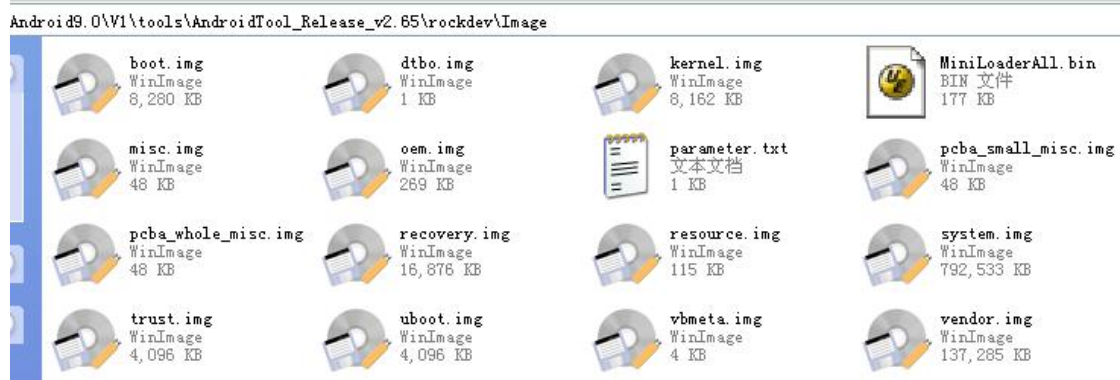 Android9.0\V1\tools\AndroidTool_Release_v2.65\rockdev\Image
boot.img
WinImage
8,280 KB
dtbo.img
WinImage
1 KB
kernel.img
WinImage
8,162 KB
MiniLoaderAll.bin
BIN 文件
177 KB
misc.img
WinImage
48 KB
oem.img
WinImage
269 KB
parameter.txt
文本文档
1 KB
pcba_small_misc.img
WinImage
48 KB
pcba_whole_misc.img
WinImage
48 KB
recovery.img
WinImage
16,876 KB
resource.img
WinImage
115 KB
system.img
WinImage
792,533 KB
trust.img
WinImage
4,096 KB
uboot.img
WinImage
4,096 KB
vbmeta.img
WinImage
4 KB
vendor.img
WinImage
137,285 KB